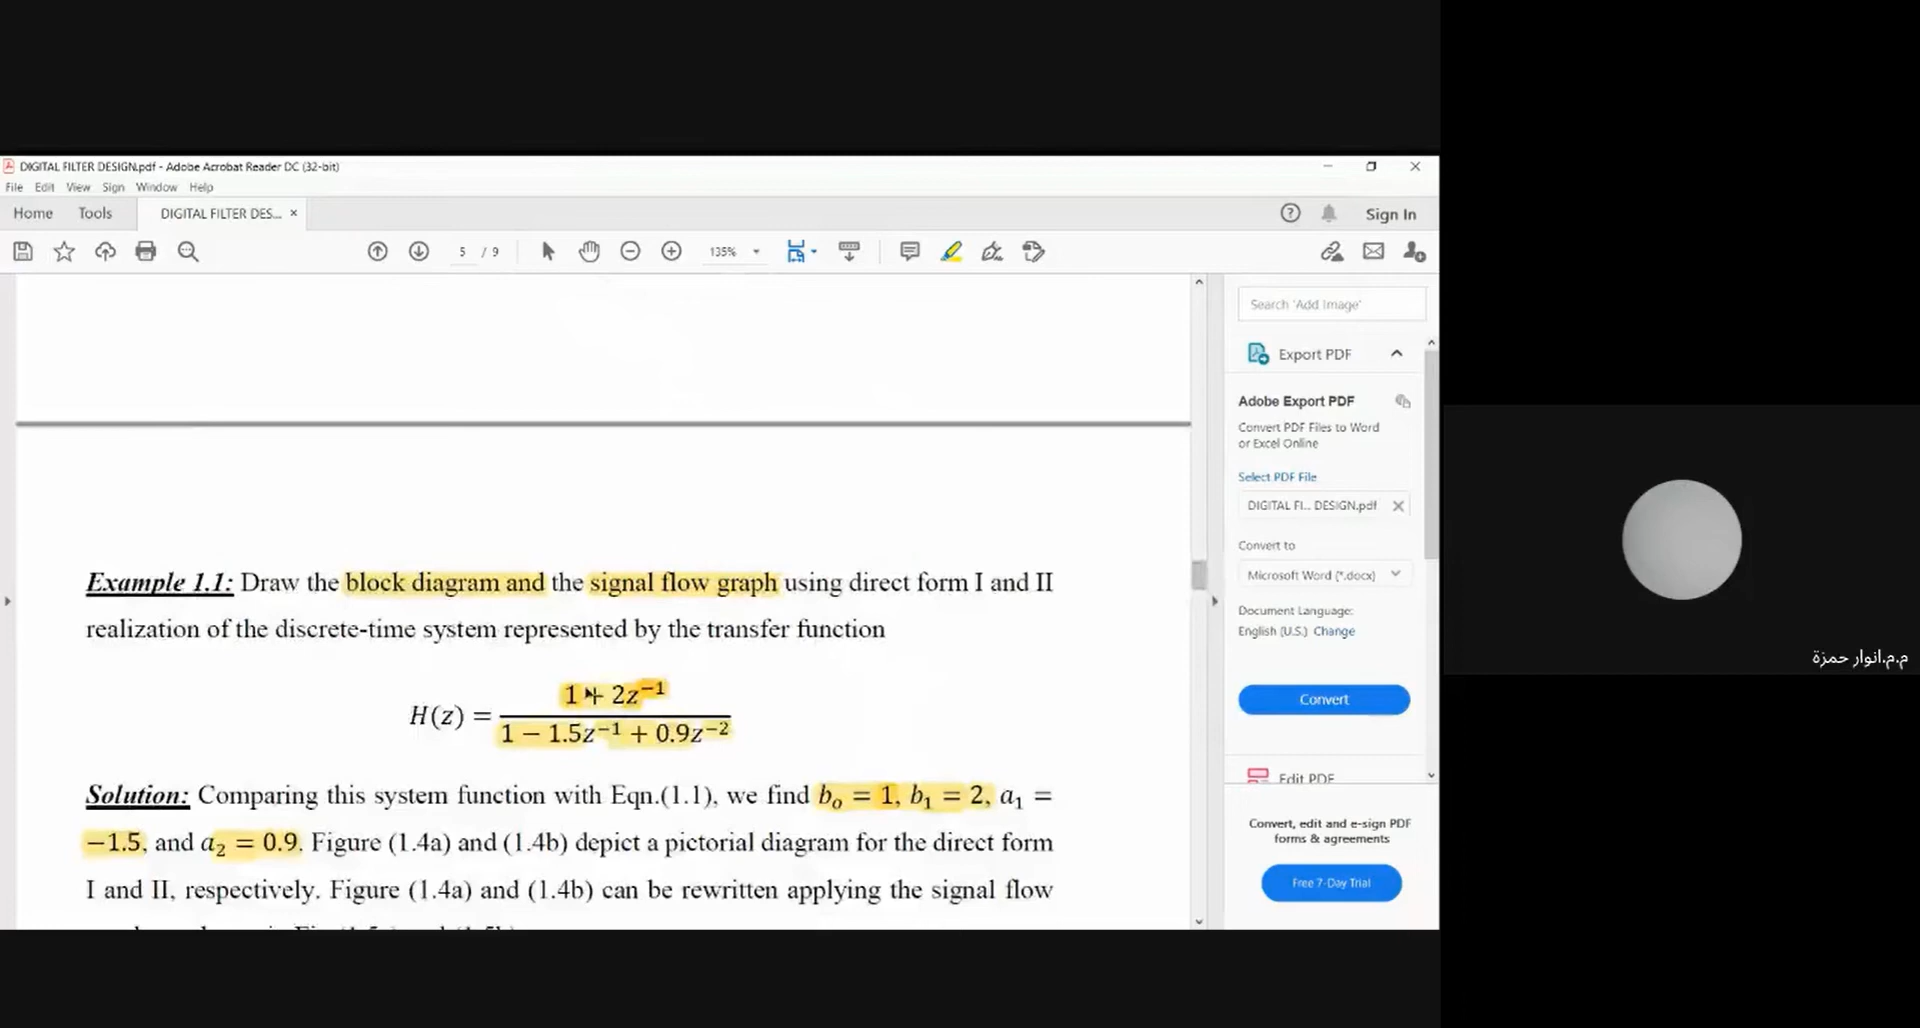 DIGITAL FILTER DESIGN.pdf - Adobe Acrobat Reader DC (32-bit)
File Edit View Sign Window Help
Home Tools DIGITAL FILTER DES... × Sign In
5 / 9 135%
Search 'Add Image'
Export PDF
Adobe Export PDF
Convert PDF Files to Word
or Excel Online
Select PDF File
DIGITAL FI... DESIGN.pdf
Convert to
Microsoft Word (*.docx)
Document Language:
English (U.S.) Change
Convert
Edit PDF
Convert, edit and e-sign PDF
forms & agreements
Free 7-Day Trial
Example 1.1: Draw the block diagram and the signal flow graph using direct form I and II
realization of the discrete-time system represented by the transfer function
H(z) = (1 + 2z⁻¹) / (1 − 1.5z⁻¹ + 0.9z⁻²)
Solution: Comparing this system function with Eqn.(1.1), we find b₀ = 1, b₁ = 2, a₁ =
−1.5, and a₂ = 0.9. Figure (1.4a) and (1.4b) depict a pictorial diagram for the direct form
I and II, respectively. Figure (1.4a) and (1.4b) can be rewritten applying the signal flow
م.م.انوار حمزة